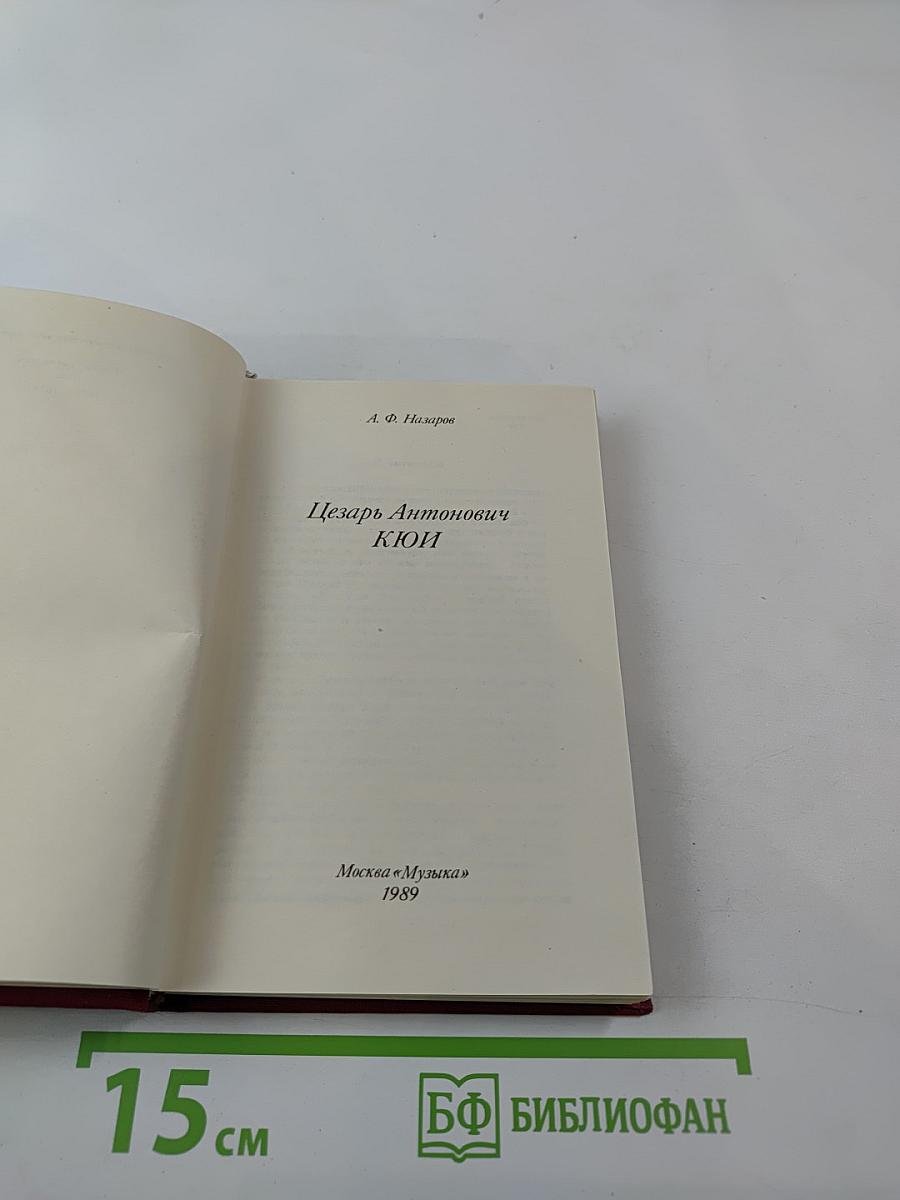 А. Ф. Назаров
Цезарь Антонович
КЮИ
Москва «Музыка»
1989
15 см
БФ БИБЛИОФАН